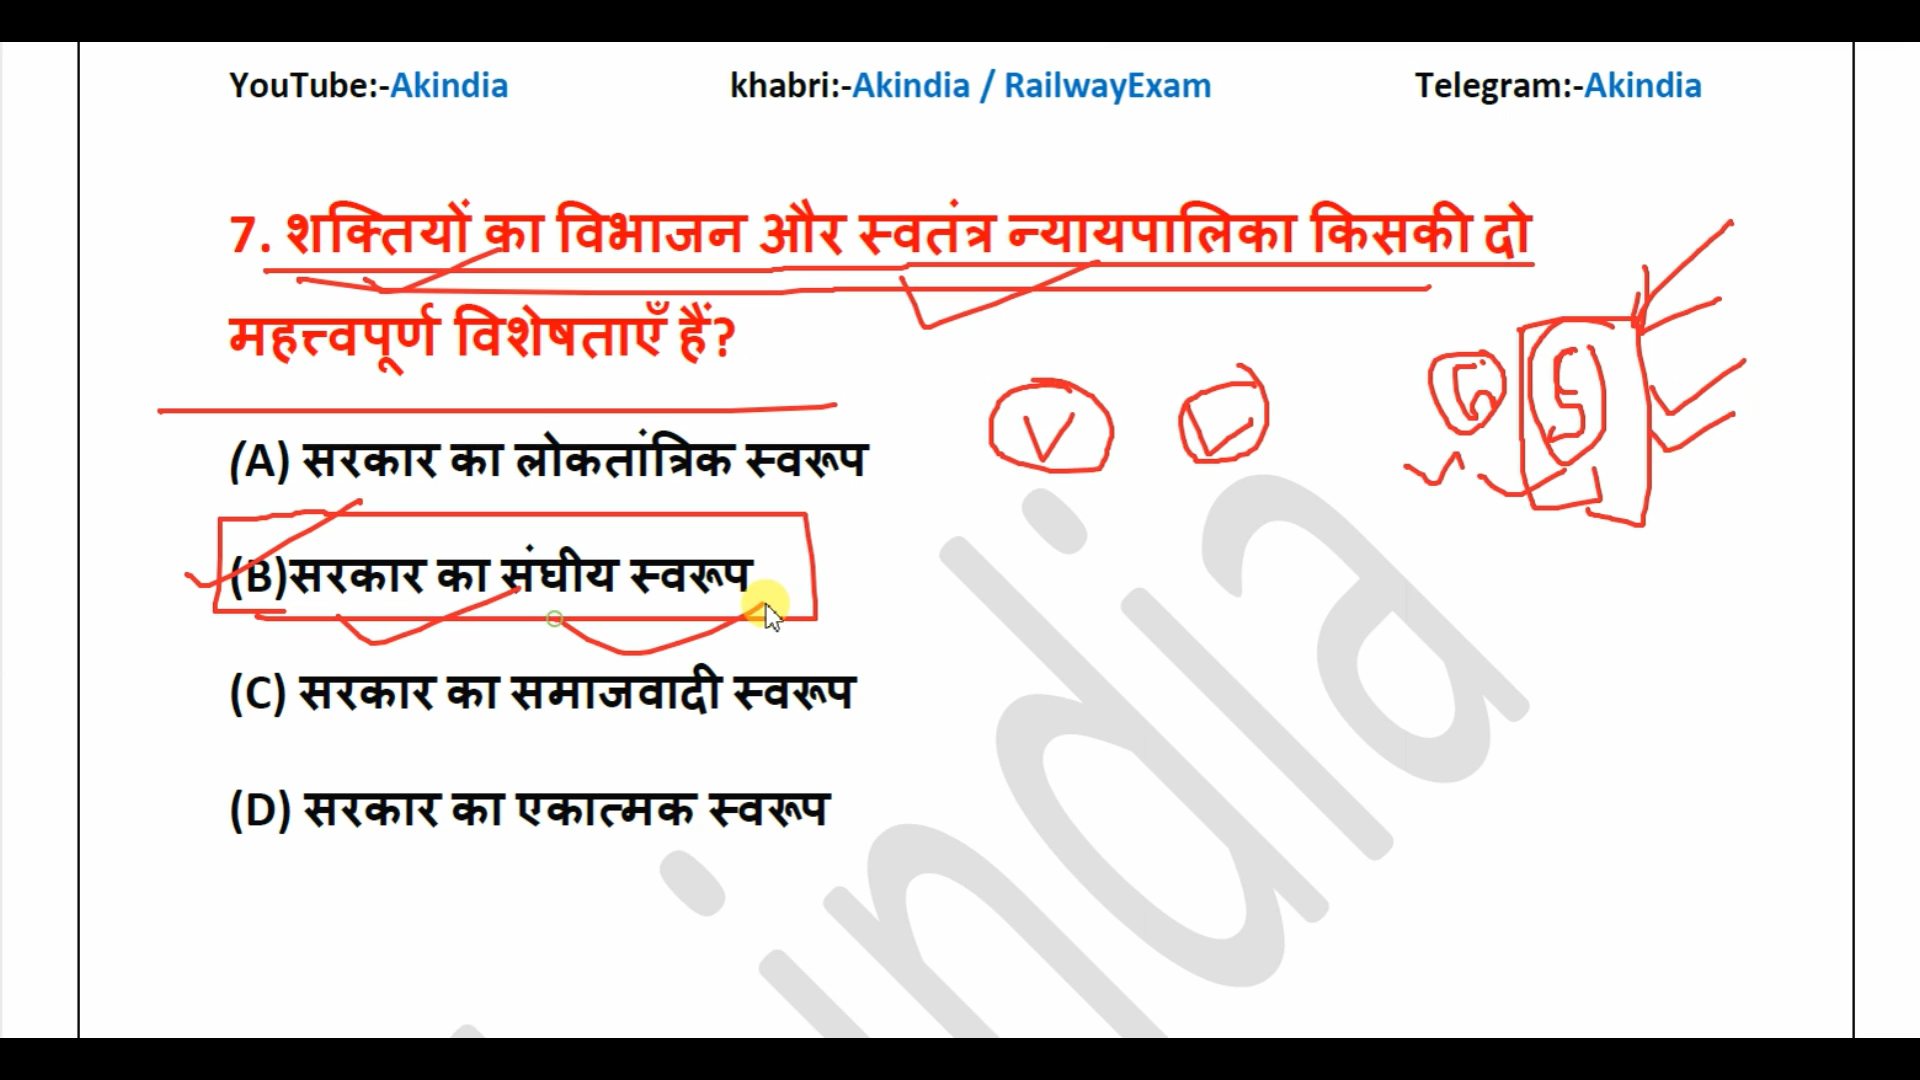 YouTube:-Akindia khabri:-Akindia / RailwayExam Telegram:-Akindia
7. शक्तियों का विभाजन और स्वतंत्र न्यायपालिका किसकी दो
महत्त्वपूर्ण विशेषताएँ हैं?
(A) सरकार का लोकतांत्रिक स्वरूप
(B)सरकार का संघीय स्वरूप
(C) सरकार का समाजवादी स्वरूप
(D) सरकार का एकात्मक स्वरूप
india